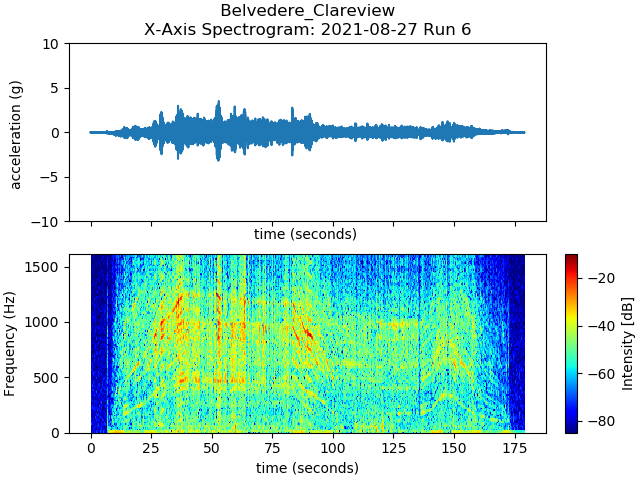 Belvedere_Clareview
X-Axis Spectrogram: 2021-08-27 Run 6
10
5
0
−5
−10
acceleration (g)
time (seconds)
1500
1000
500
0
Frequency (Hz)
0 25 50 75 100 125 150 175
time (seconds)
−20
−40
−60
−80
Intensity [dB]